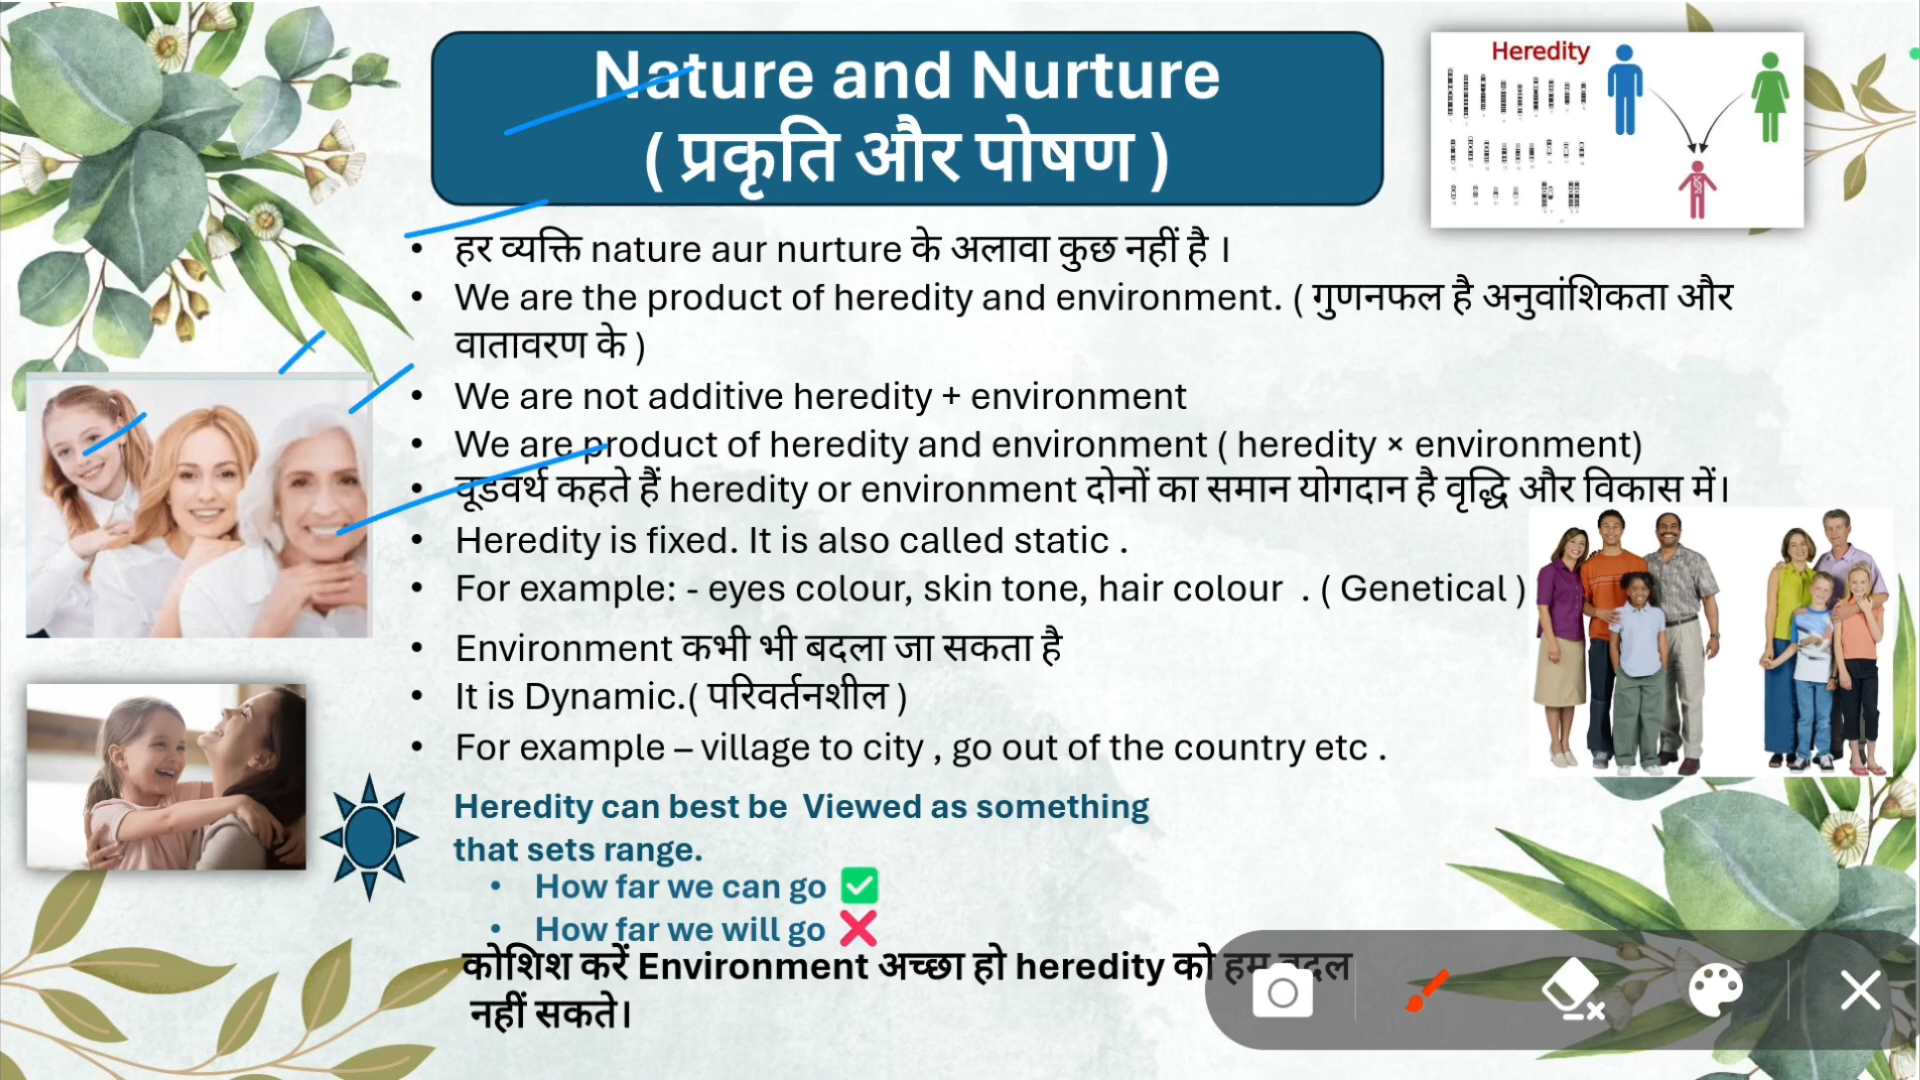 Nature and Nurture
( प्रकृति और पोषण )
Heredity
• हर व्यक्ति nature aur nurture के अलावा कुछ नहीं है ।
• We are the product of heredity and environment. ( गुणनफल है अनुवांशिकता और
वातावरण के )
• We are not additive heredity + environment
• We are product of heredity and environment ( heredity × environment)
• वूडवर्थ कहते हैं heredity or environment दोनों का समान योगदान है वृद्धि और विकास में।
• Heredity is fixed. It is also called static .
• For example: - eyes colour, skin tone, hair colour . ( Genetical )
• Environment कभी भी बदला जा सकता है
• It is Dynamic.( परिवर्तनशील )
• For example – village to city , go out of the country etc .
Heredity can best be Viewed as something
that sets range.
• How far we can go ✅
• How far we will go ❌
कोशिश करें Environment अच्छा हो heredity को हम बदल
नहीं सकते।